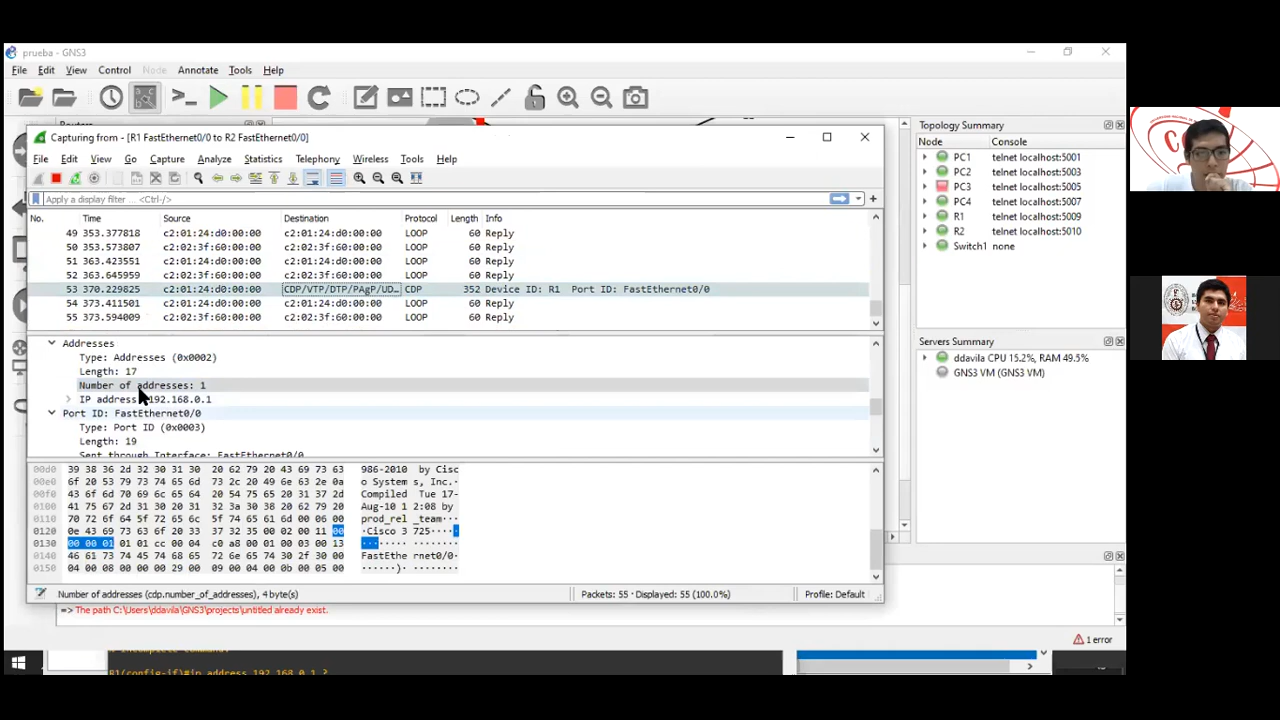 prueba - GNS3
File Edit View Control Node Annotate Tools Help
Capturing from - [R1 FastEthernet0/0 to R2 FastEthernet0/0]
File Edit View Go Capture Analyze Statistics Telephony Wireless Tools Help
Apply a display filter ... <Ctrl-/>
No. Time Source Destination Protocol Length Info
49 353.377818 c2:01:24:d0:00:00 c2:01:24:d0:00:00 LOOP 60 Reply
50 353.573807 c2:02:3f:60:00:00 c2:02:3f:60:00:00 LOOP 60 Reply
51 363.423551 c2:01:24:d0:00:00 c2:01:24:d0:00:00 LOOP 60 Reply
52 363.645959 c2:02:3f:60:00:00 c2:02:3f:60:00:00 LOOP 60 Reply
53 370.229825 c2:01:24:d0:00:00 CDP/VTP/DTP/PAgP/UD... CDP 352 Device ID: R1 Port ID: FastEthernet0/0
54 373.411501 c2:01:24:d0:00:00 c2:01:24:d0:00:00 LOOP 60 Reply
55 373.594009 c2:02:3f:60:00:00 c2:02:3f:60:00:00 LOOP 60 Reply
Addresses
Type: Addresses (0x0002)
Length: 17
Number of addresses: 1
IP address 192.168.0.1
Port ID: FastEthernet0/0
Type: Port ID (0x0003)
Length: 19
Sent through Interface: FastEthernet0/0
00d0 39 38 36 2d 32 30 31 30 20 62 79 20 43 69 73 63 986-2010 by Cisc
00e0 6f 20 53 79 73 74 65 6d 73 2c 20 49 6e 63 2e 0a o System s, Inc.·
00f0 43 6f 6d 70 69 6c 65 64 20 54 75 65 20 31 37 2d Compiled Tue 17-
0100 41 75 67 2d 31 30 20 31 32 3a 30 38 20 62 79 20 Aug-10 1 2:08 by
0110 70 72 6f 64 5f 72 65 6c 5f 74 65 61 6d 00 06 00 prod_rel _team···
0120 0e 43 69 73 63 6f 20 33 37 32 35 00 02 00 11 00 ·Cisco 3 725·····
0130 00 00 01 01 01 cc 00 04 c0 a8 00 01 00 03 00 13 ········ ········
0140 46 61 73 74 45 74 68 65 72 6e 65 74 30 2f 30 00 FastEthe rnet0/0·
0150 04 00 08 00 00 00 29 00 09 00 04 00 0b 00 05 00 ······)· ········
Number of addresses (cdp.number_of_addresses), 4 byte(s) Packets: 55 · Displayed: 55 (100.0%) Profile: Default
=> The path C:\Users\ddavila\GNS3\projects\untitled already exist.
1 error
R1(config-if)#ip address 192.168.0.1 ?
Topology Summary
Node Console
PC1 telnet localhost:5001
PC2 telnet localhost:5003
PC3 telnet localhost:5005
PC4 telnet localhost:5007
R1 telnet localhost:5009
R2 telnet localhost:5010
Switch1 none
Servers Summary
ddavila CPU 15.2%, RAM 49.5%
GNS3 VM (GNS3 VM)